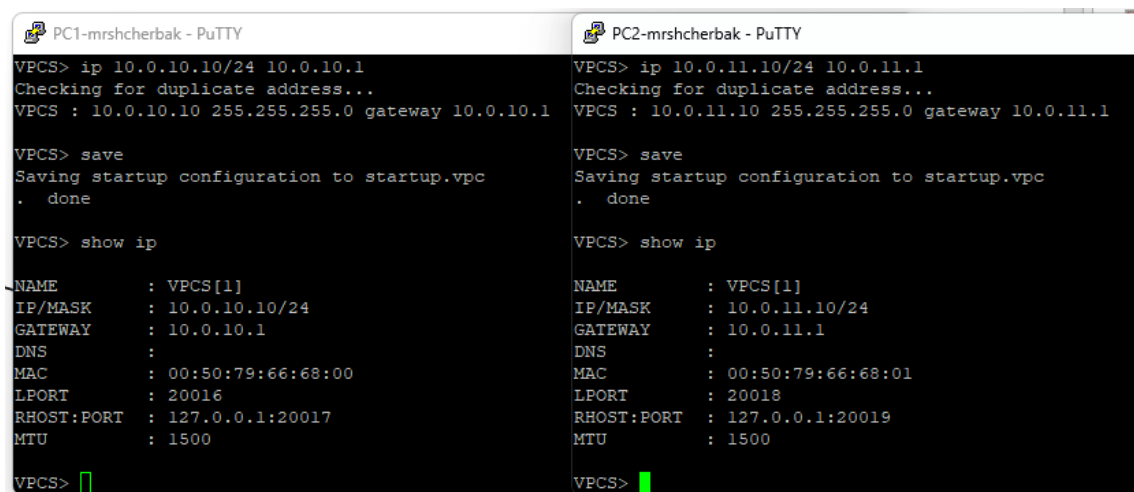 PC1-mrshcherbak - PuTTY
VPCS> ip 10.0.10.10/24 10.0.10.1
Checking for duplicate address...
VPCS : 10.0.10.10 255.255.255.0 gateway 10.0.10.1
VPCS> save
Saving startup configuration to startup.vpc
.  done
VPCS> show ip
NAME        : VPCS[1]
IP/MASK     : 10.0.10.10/24
GATEWAY     : 10.0.10.1
DNS         :
MAC         : 00:50:79:66:68:00
LPORT       : 20016
RHOST:PORT  : 127.0.0.1:20017
MTU         : 1500
VPCS>
PC2-mrshcherbak - PuTTY
VPCS> ip 10.0.11.10/24 10.0.11.1
Checking for duplicate address...
VPCS : 10.0.11.10 255.255.255.0 gateway 10.0.11.1
VPCS> save
Saving startup configuration to startup.vpc
.  done
VPCS> show ip
NAME        : VPCS[1]
IP/MASK     : 10.0.11.10/24
GATEWAY     : 10.0.11.1
DNS         :
MAC         : 00:50:79:66:68:01
LPORT       : 20018
RHOST:PORT  : 127.0.0.1:20019
MTU         : 1500
VPCS>